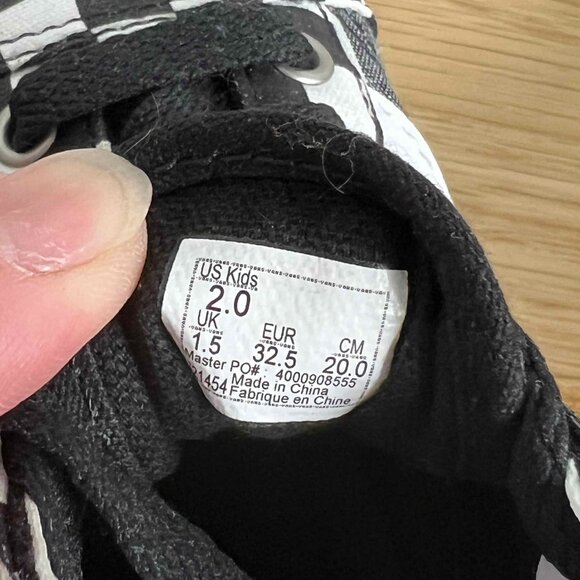 US Kids
2.0
UK EUR CM
1.5 32.5 20.0
Master PO#: 4000908555
Made in China
Fabrique en Chine